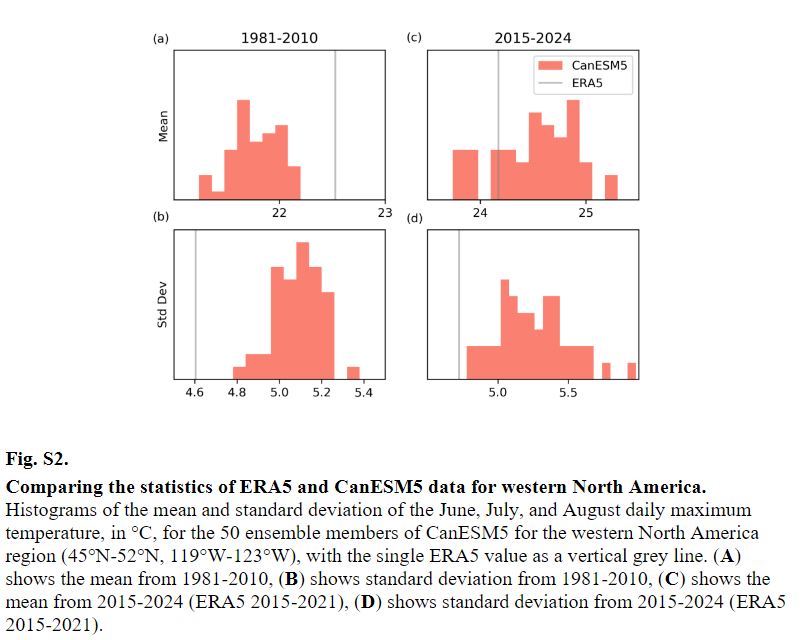 (a)
1981-2010
(c)
2015-2024
CanESM5
ERA5
Mean
22
23
24
25
(b)
(d)
Std Dev
4.6 4.8 5.0 5.2 5.4
5.0 5.5
Fig. S2.
Comparing the statistics of ERA5 and CanESM5 data for western North America.
Histograms of the mean and standard deviation of the June, July, and August daily maximum
temperature, in °C, for the 50 ensemble members of CanESM5 for the western North America
region (45°N-52°N, 119°W-123°W), with the single ERA5 value as a vertical grey line. (A)
shows the mean from 1981-2010, (B) shows standard deviation from 1981-2010, (C) shows the
mean from 2015-2024 (ERA5 2015-2021), (D) shows standard deviation from 2015-2024 (ERA5
2015-2021).